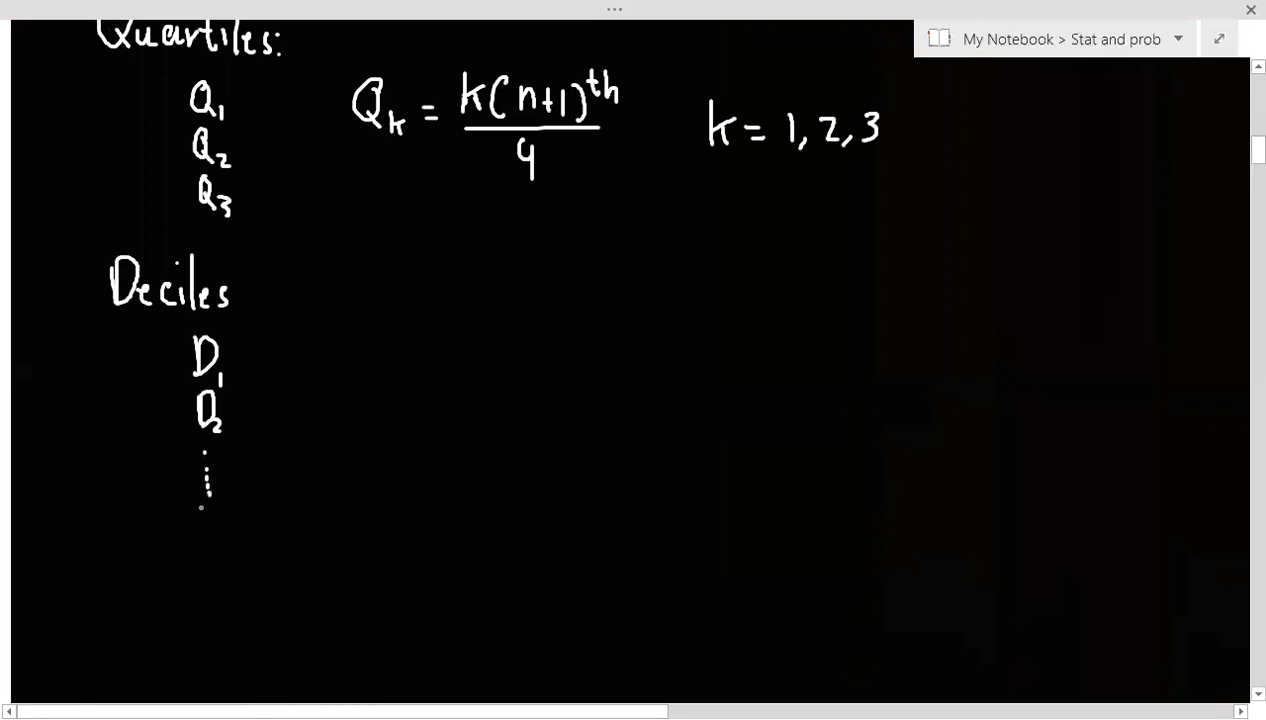 My Notebook > Stat and prob
Quartiles:
Q1
Qk = k(n+1)^th / 4
k = 1, 2, 3
Q2
Q3
Deciles
D1
D2